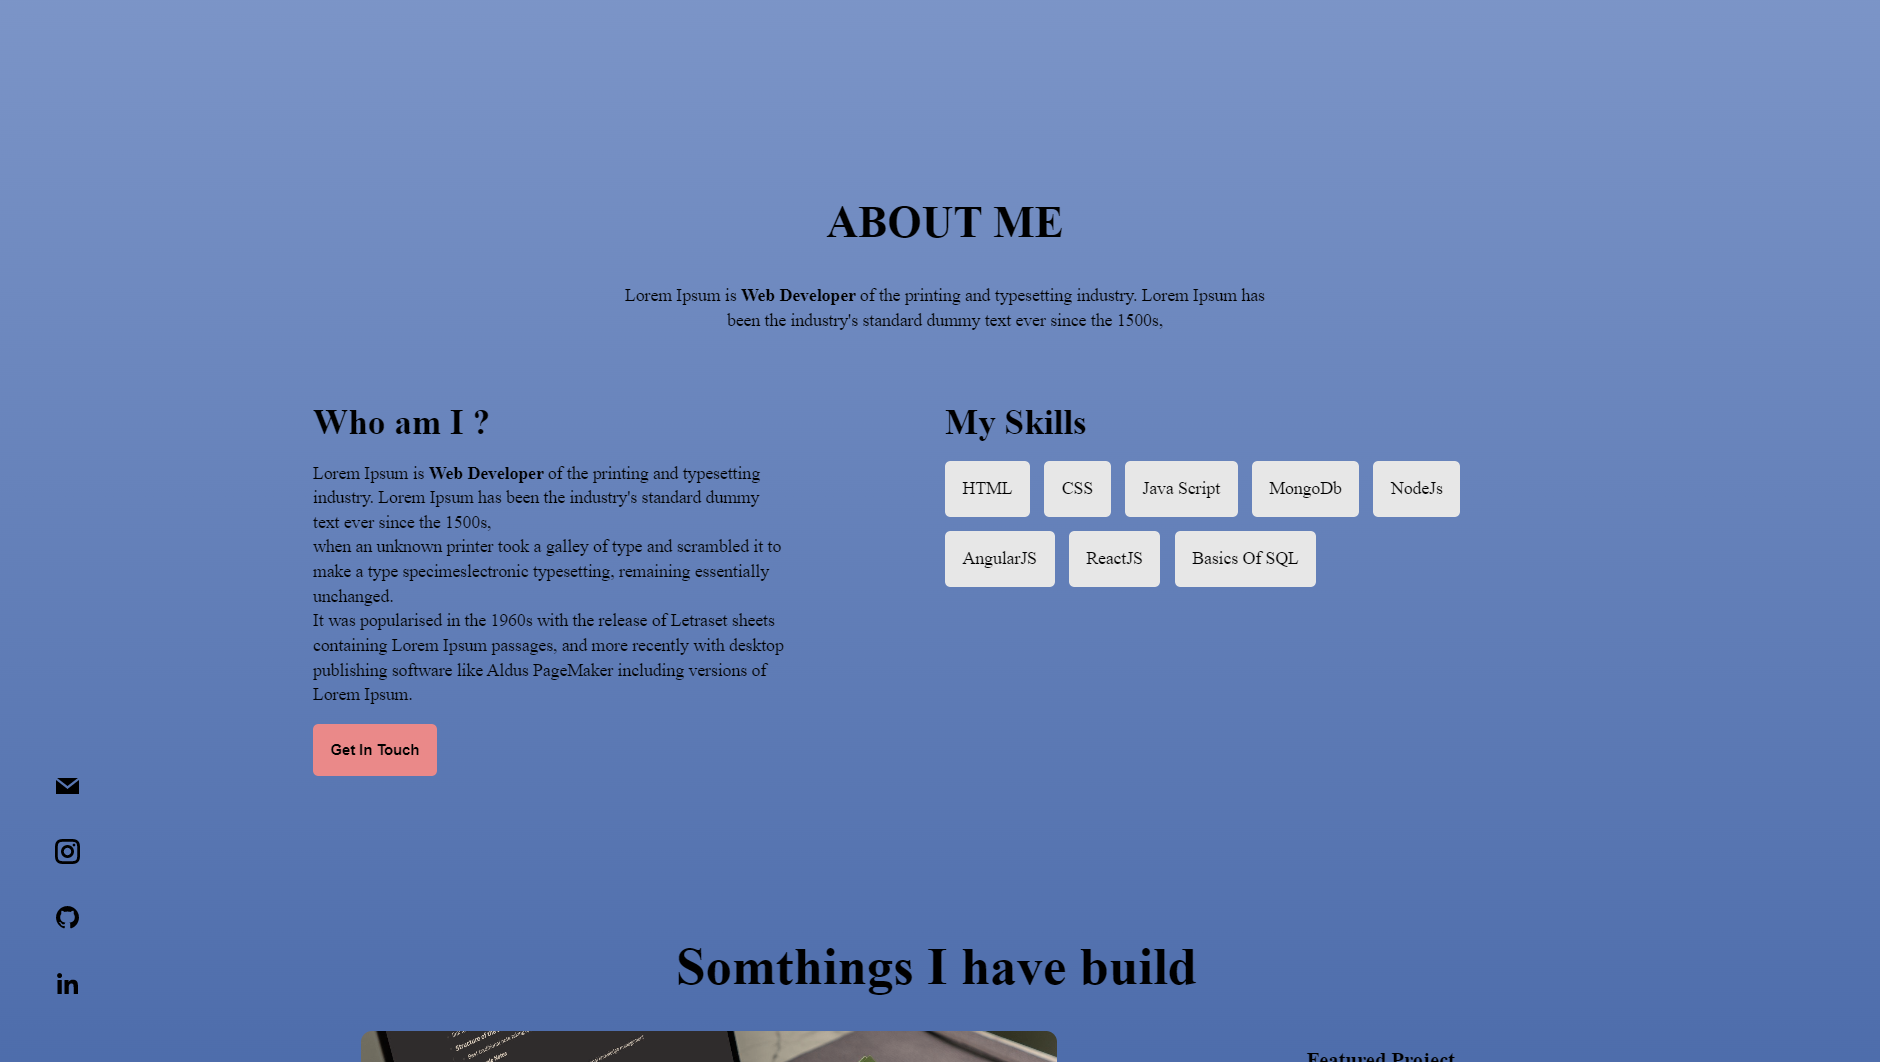 ABOUT ME
Lorem Ipsum is Web Developer of the printing and typesetting industry. Lorem Ipsum has
been the industry's standard dummy text ever since the 1500s,
Who am I ?
Lorem Ipsum is Web Developer of the printing and typesetting
industry. Lorem Ipsum has been the industry's standard dummy
text ever since the 1500s,
when an unknown printer took a galley of type and scrambled it to
make a type specimeslectronic typesetting, remaining essentially
unchanged.
It was popularised in the 1960s with the release of Letraset sheets
containing Lorem Ipsum passages, and more recently with desktop
publishing software like Aldus PageMaker including versions of
Lorem Ipsum.
Get In Touch
My Skills
HTML
CSS
Java Script
MongoDb
NodeJs
AngularJS
ReactJS
Basics Of SQL
in
Somthings I have build
Structure of the
Featured Project